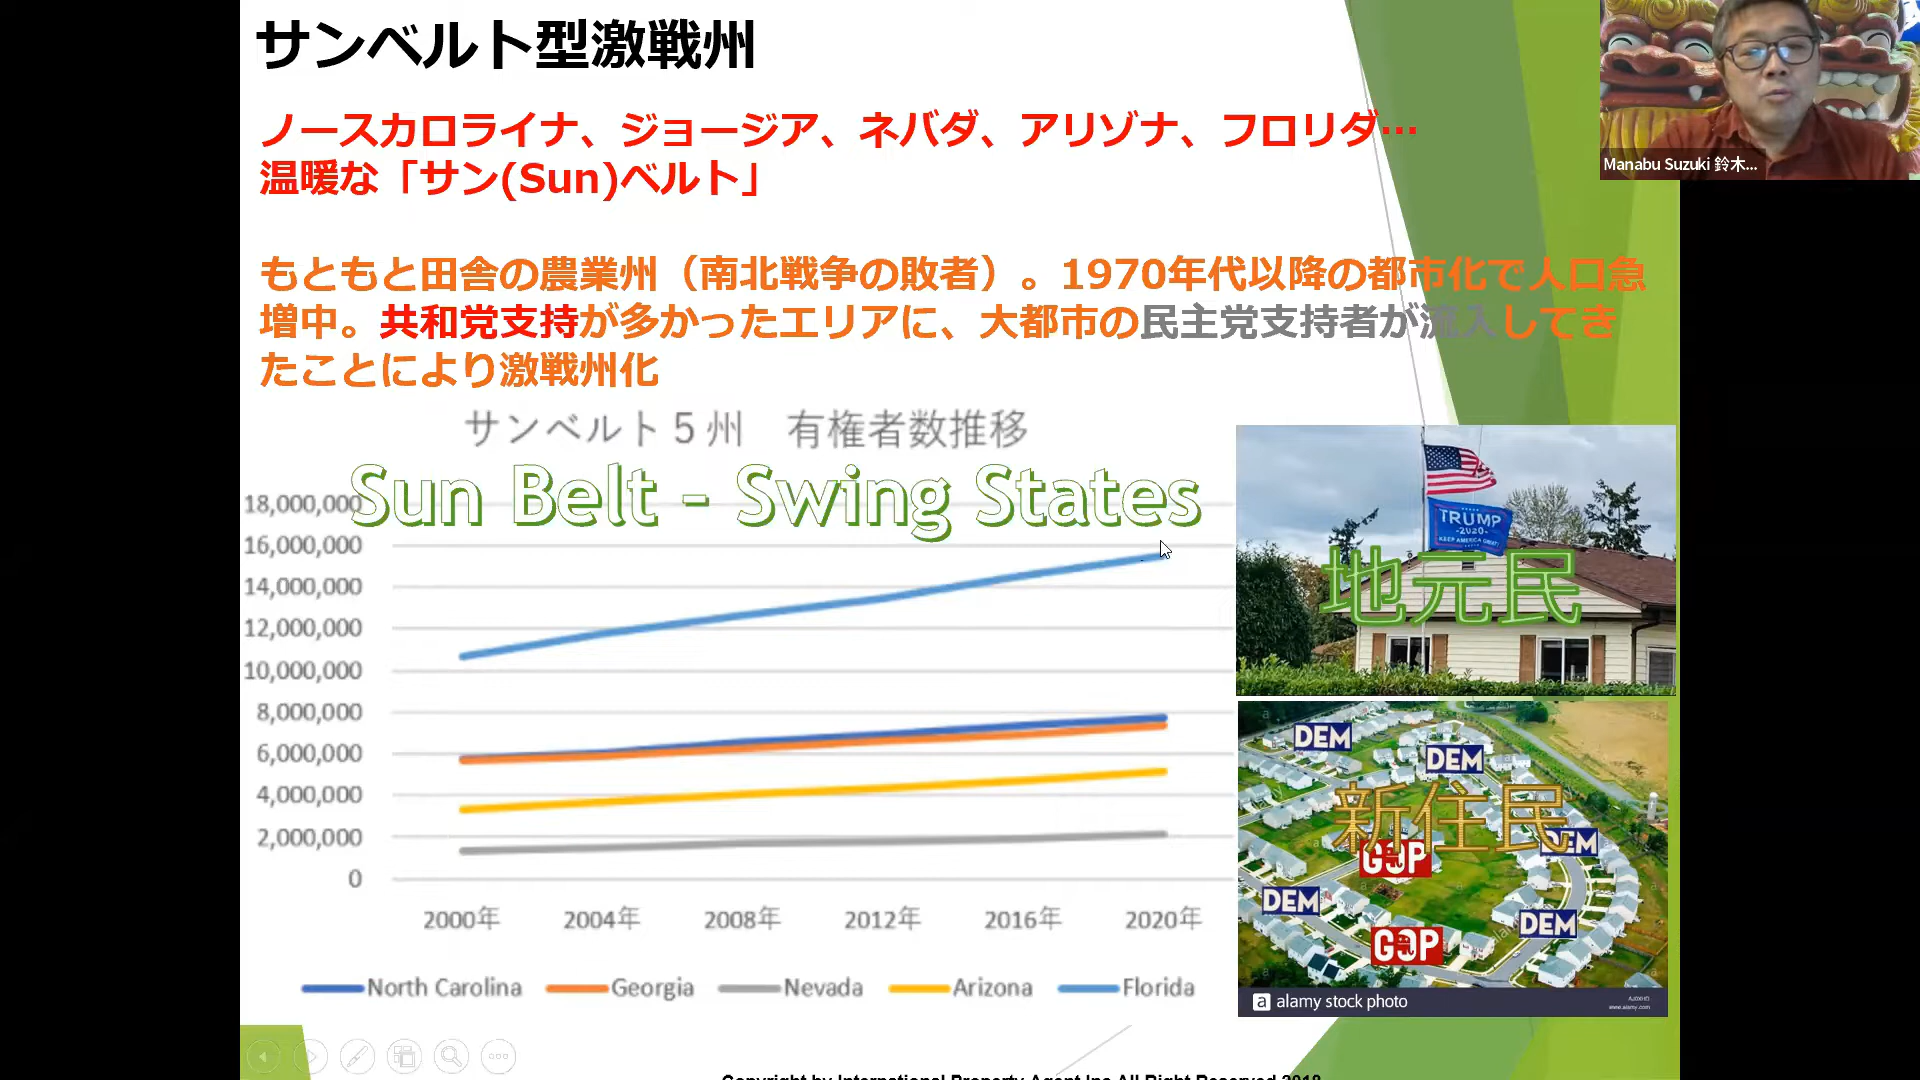 サンベルト型激戦州
ノースカロライナ、ジョージア、ネバダ、アリゾナ、フロリダ…
温暖な「サン(Sun)ベルト」
もともと田舎の農業州（南北戦争の敗者）。1970年代以降の都市化で人口急
増中。共和党支持が多かったエリアに、大都市の民主党支持者が流入してき
たことにより激戦州化
Manabu Suzuki 鈴木...
サンベルト５州　有権者数推移
Sun Belt - Swing States
18,000,000
16,000,000
14,000,000
12,000,000
10,000,000
8,000,000
6,000,000
4,000,000
2,000,000
0
2000年 2004年 2008年 2012年 2016年 2020年
North Carolina Georgia Nevada Arizona Florida
TRUMP
-2020-
KEEP AMERICA GREAT!
地元民
DEM
DEM
新住民
DEM
GOP
DEM
DEM
GOP
a alamy stock photo
www.alamy.com
Copyright by International Property Agent Inc All Right Reserved 2019